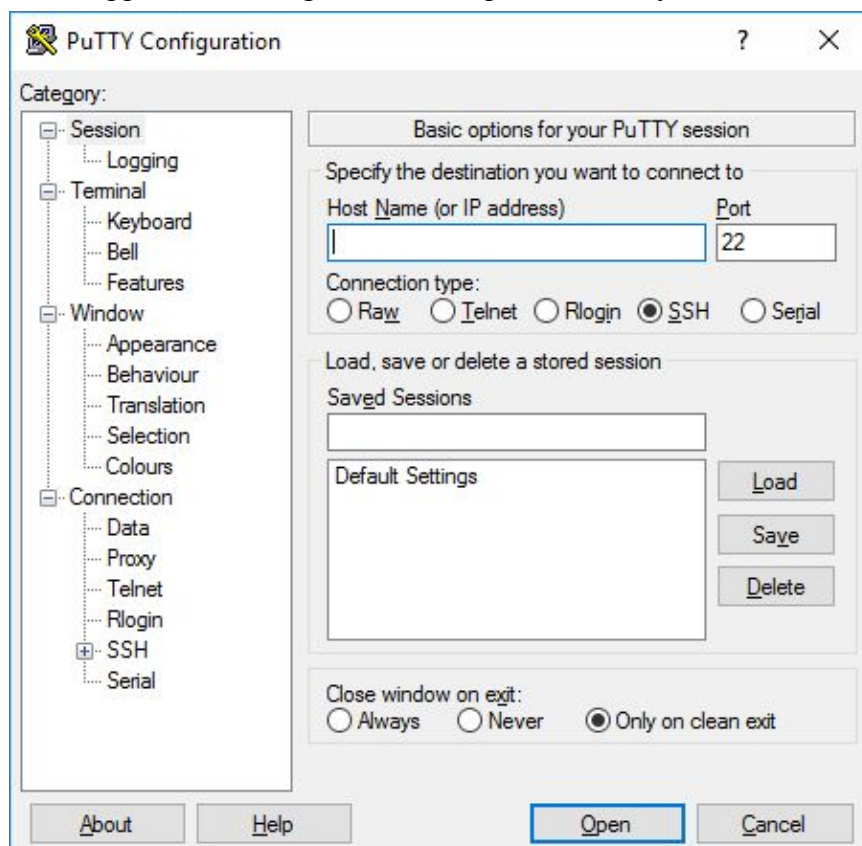 PuTTY Configuration
?
Category:
Session
Logging
Terminal
Keyboard
Bell
Features
Window
Appearance
Behaviour
Translation
Selection
Colours
Connection
Data
Proxy
Telnet
Rlogin
SSH
Serial
Basic options for your PuTTY session
Specify the destination you want to connect to
Host Name (or IP address) Port
22
Connection type:
Raw Telnet Rlogin SSH Serial
Load, save or delete a stored session
Saved Sessions
Default Settings
Load
Save
Delete
Close window on exit:
Always Never Only on clean exit
About Help Open Cancel